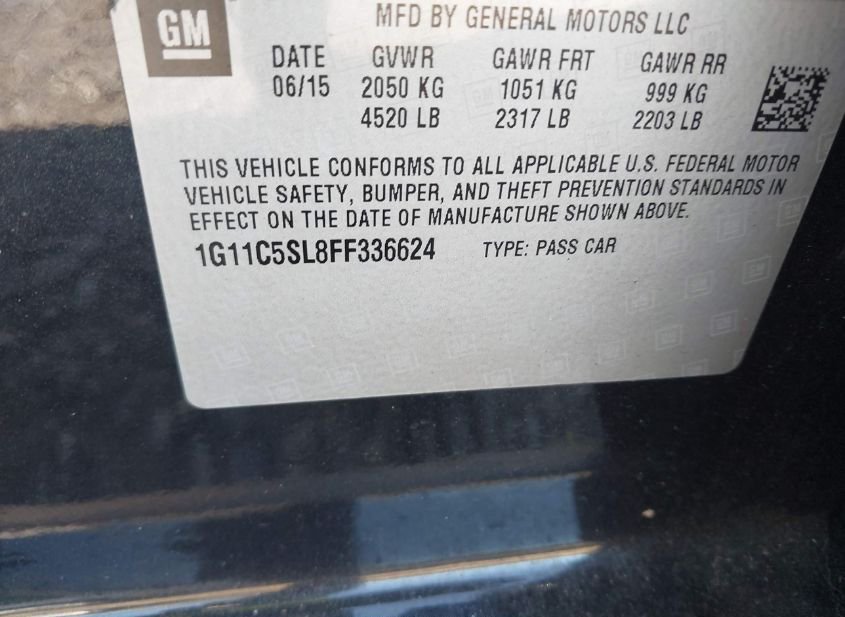 GM
MFD BY GENERAL MOTORS LLC
DATE GVWR GAWR FRT GAWR RR
06/15 2050 KG 1051 KG 999 KG
4520 LB 2317 LB 2203 LB
THIS VEHICLE CONFORMS TO ALL APPLICABLE U.S. FEDERAL MOTOR
VEHICLE SAFETY, BUMPER, AND THEFT PREVENTION STANDARDS IN
EFFECT ON THE DATE OF MANUFACTURE SHOWN ABOVE.
1G11C5SL8FF336624 TYPE: PASS CAR